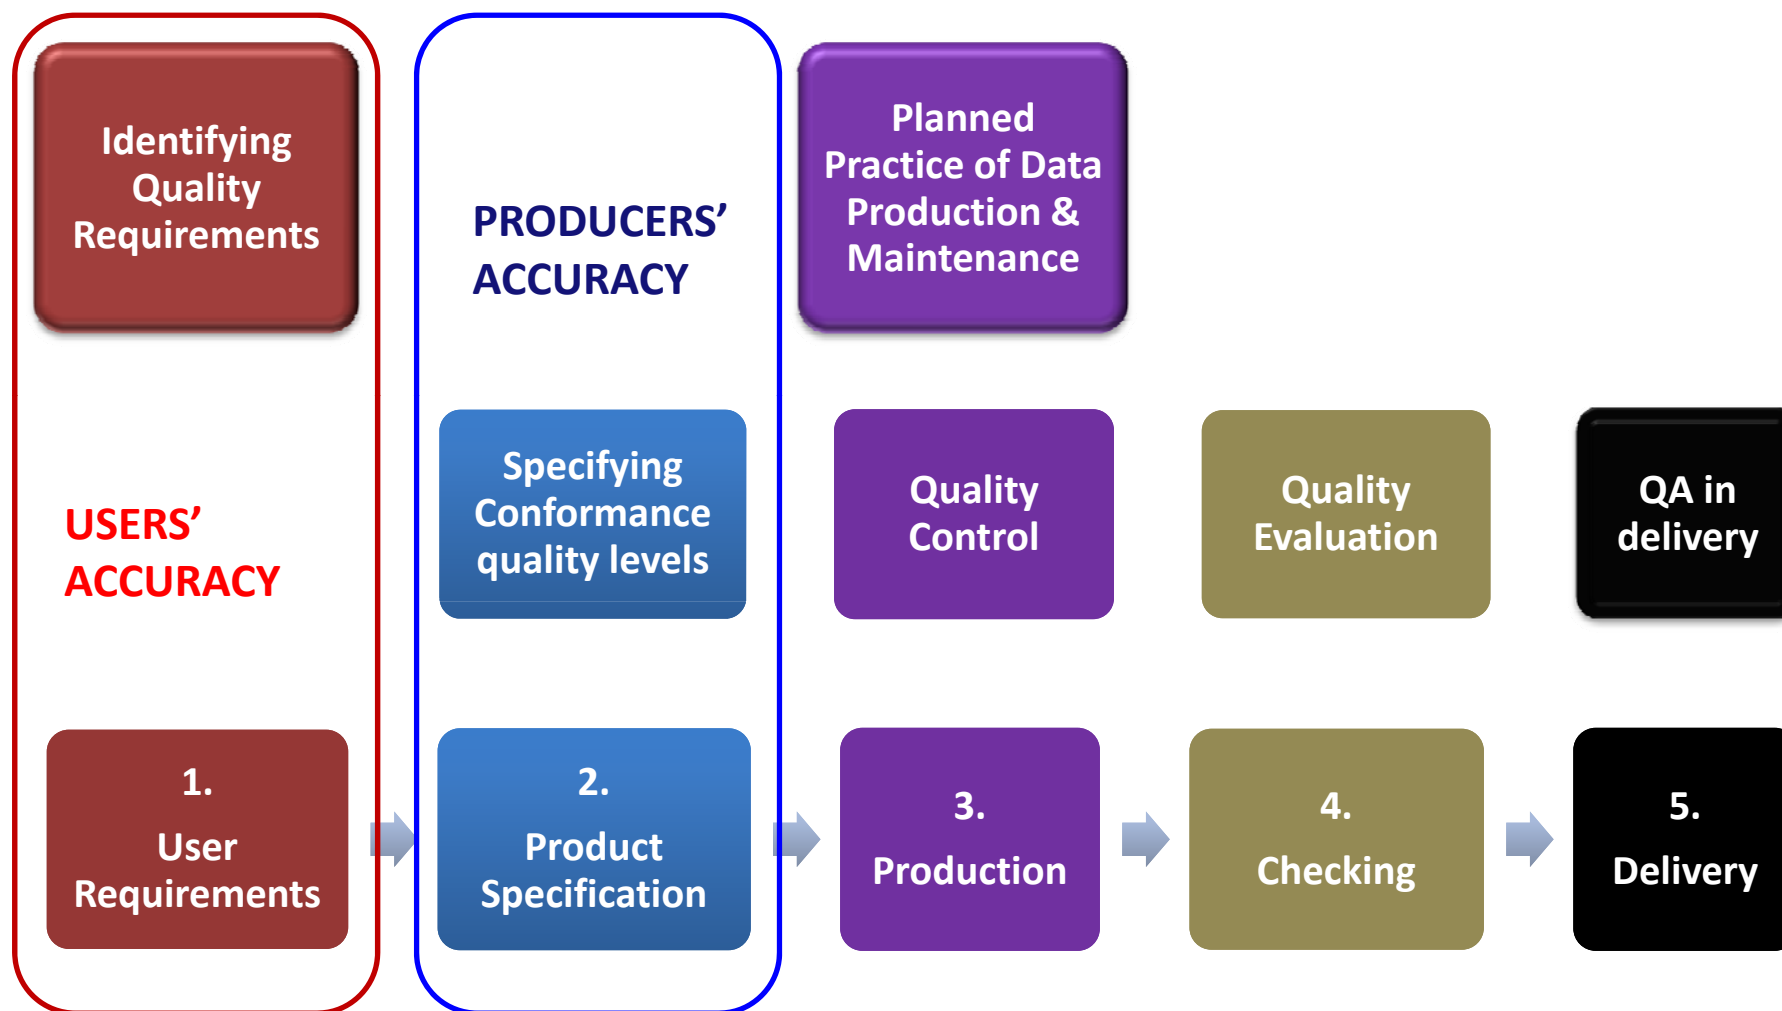 Identifying
Quality
Requirements
PRODUCERS’
ACCURACY
Planned
Practice of Data
Production &
Maintenance
USERS’
ACCURACY
Specifying
Conformance
quality levels
Quality
Control
Quality
Evaluation
QA in
delivery
1.
User
Requirements
2.
Product
Specification
3.
Production
4.
Checking
5.
Delivery